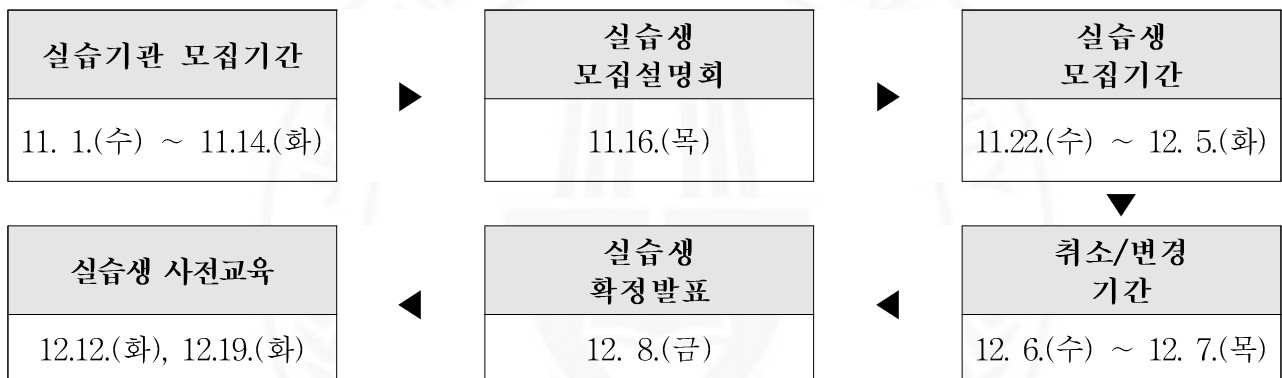 실습기관 모집기간
11. 1.(수) ~ 11.14.(화)
▶
실습생
모집설명회
11.16.(목)
▶
실습생
모집기간
11.22.(수) ~ 12. 5.(화)
▼
취소/변경
기간
12. 6.(수) ~ 12. 7.(목)
◀
실습생
확정발표
12. 8.(금)
◀
실습생 사전교육
12.12.(화), 12.19.(화)